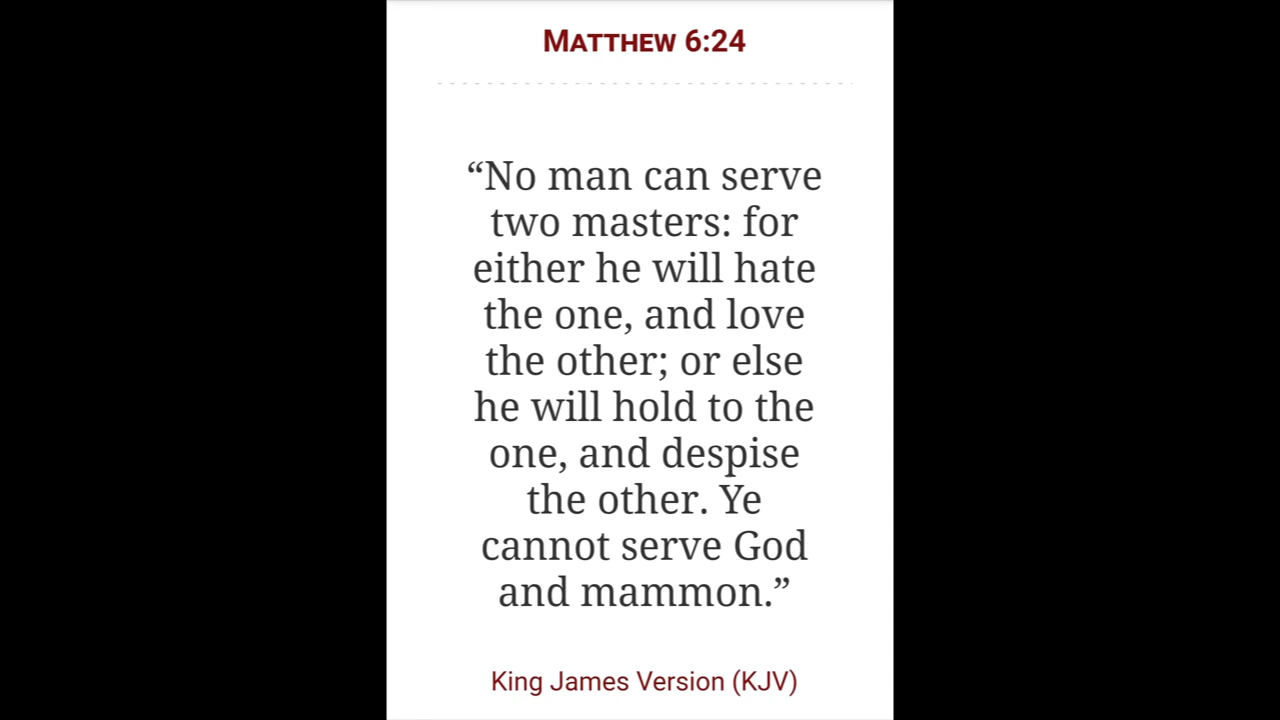 Matthew 6:24
“No man can serve
two masters: for
either he will hate
the one, and love
the other; or else
he will hold to the
one, and despise
the other. Ye
cannot serve God
and mammon.”
King James Version (KJV)